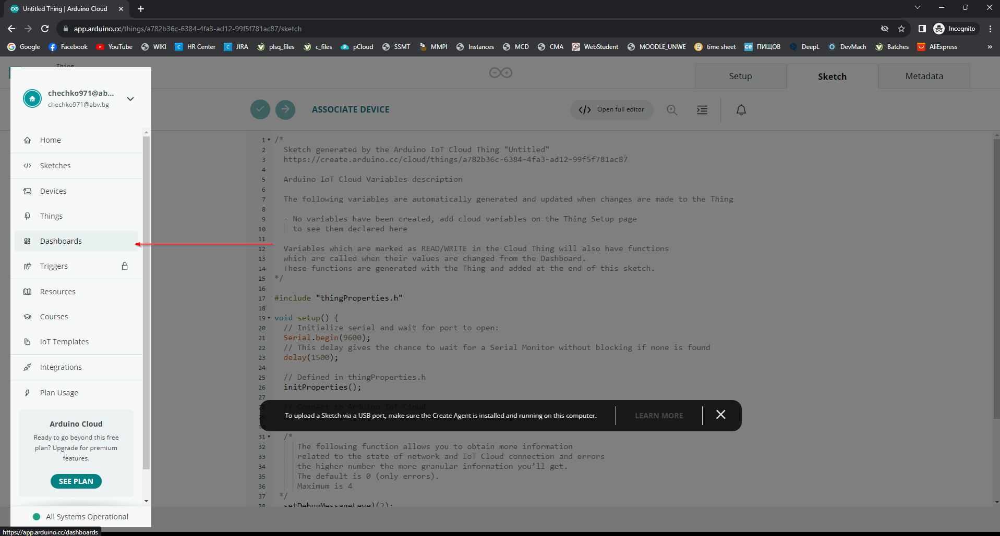 Untitled Thing | Arduino Cloud
app.arduino.cc/things/a782b36c-6384-4fa3-ad12-99f5f781ac87/sketch
Incognito
Google Facebook YouTube WIKI HR Center JIRA plsq_files c_files pCloud SSMT MMPI Instances MCD CMA WebStudent MOODLE_UNWE time sheet ПИЩОВ DeepL DevMach Batches AliExpress »
Thing
Setup Sketch Metadata
chechko971@ab...
chechko971@abv.bg
ASSOCIATE DEVICE
</> Open full editor
Home
Sketches
Devices
Things
Dashboards
Triggers
Resources
Courses
IoT Templates
Integrations
Plan Usage
Arduino Cloud
Ready to go beyond this free
plan? Upgrade for premium
features.
SEE PLAN
All Systems Operational
https://app.arduino.cc/dashboards
1 /*
2 Sketch generated by the Arduino IoT Cloud Thing "Untitled"
3 https://create.arduino.cc/cloud/things/a782b36c-6384-4fa3-ad12-99f5f781ac87
4
5 Arduino IoT Cloud Variables description
6
7 The following variables are automatically generated and updated when changes are made to the Thing
8
9 - No variables have been created, add cloud variables on the Thing Setup page
10 to see them declared here
11
12 Variables which are marked as READ/WRITE in the Cloud Thing will also have functions
13 which are called when their values are changed from the Dashboard.
14 These functions are generated with the Thing and added at the end of this sketch.
15 */
16
17 #include "thingProperties.h"
18
19 void setup() {
20 // Initialize serial and wait for port to open:
21 Serial.begin(9600);
22 // This delay gives the chance to wait for a Serial Monitor without blocking if none is found
23 delay(1500);
24
25 // Defined in thingProperties.h
26 initProperties();
27
28 // Connect to Arduino IoT Cloud
29
To upload a Sketch via a USB port, make sure the Create Agent is installed and running on this computer. LEARN MORE
30
31 /*
32 The following function allows you to obtain more information
33 related to the state of network and IoT Cloud connection and errors
34 the higher number the more granular information you’ll get.
35 The default is 0 (only errors).
36 Maximum is 4
37 */
38 setDebugMessageLevel(2);